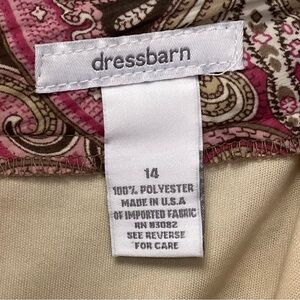 dressbarn
14
100% POLYESTER
MADE IN U.S.A
OF IMPORTED FABRIC
RN 83082
SEE REVERSE
FOR CARE